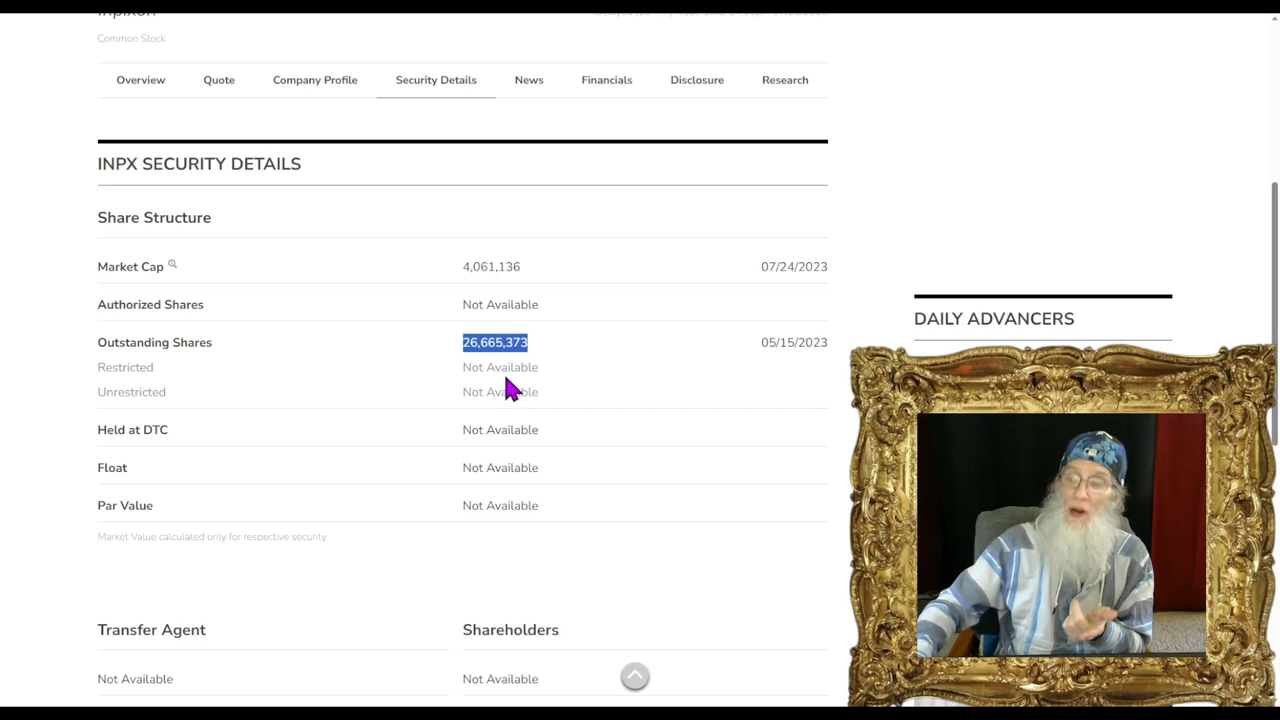 Inpixon
Common Stock
Overview Quote Company Profile Security Details News Financials Disclosure Research
INPX SECURITY DETAILS
Share Structure
Market Cap 4,061,136 07/24/2023
Authorized Shares Not Available
Outstanding Shares 26,665,373 05/15/2023
Restricted Not Available
Unrestricted Not Available
Held at DTC Not Available
Float Not Available
Par Value Not Available
Market Value calculated only for respective security
DAILY ADVANCERS
Transfer Agent Shareholders
Not Available Not Available